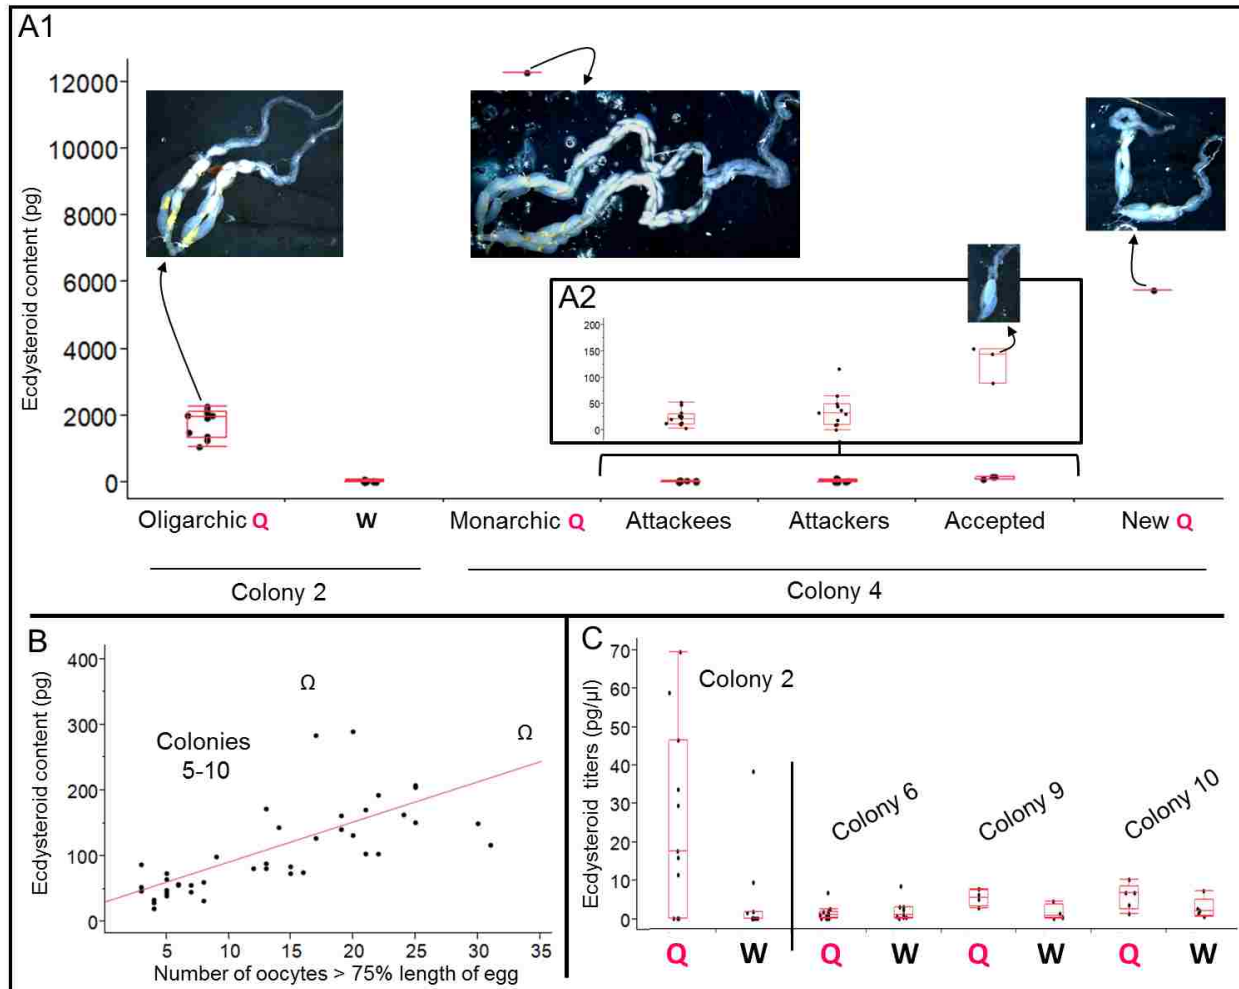 A1
Ecdysteroid content (pg)
12000
10000
8000
6000
4000
2000
0
A2
200
150
100
50
0
Oligarchic Q
W
Monarchic Q
Attackees
Attackers
Accepted
New Q
Colony 2
Colony 4
B
Ecdysteroid content (pg)
400
300
200
100
0
Colonies
5-10
Ω
Ω
5 10 15 20 25 30 35
Number of oocytes > 75% length of egg
C
Ecdysteroid titers (pg/µl)
70
60
50
40
30
20
10
0
Colony 2
Colony 6
Colony 9
Colony 10
Q W Q W Q W Q W